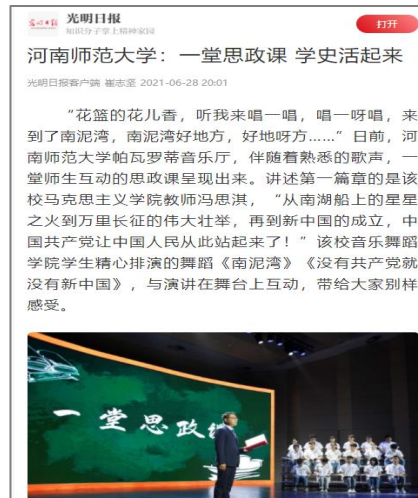 光明日报 光明日报
知识分子掌上精神家园
打开
河南师范大学：一堂思政课 学史活起来
光明日报客户端 崔志坚 2021-06-28 20:01
“花篮的花儿香，听我来唱一唱，唱一呀唱，来
到了南泥湾，南泥湾好地方，好地呀方……”日前，河
南师范大学帕瓦罗蒂音乐厅，伴随着熟悉的歌声，一
堂师生互动的思政课呈现出来。讲述第一篇章的是该
校马克思主义学院教师冯思淇，“从南湖船上的星星
之火到万里长征的伟大壮举，再到新中国的成立，中
国共产党让中国人民从此站起来了！”该校音乐舞蹈
学院学生精心排演的舞蹈《南泥湾》《没有共产党就
没有新中国》，与演讲在舞台上互动，带给大家别样
感受。
一堂思政课